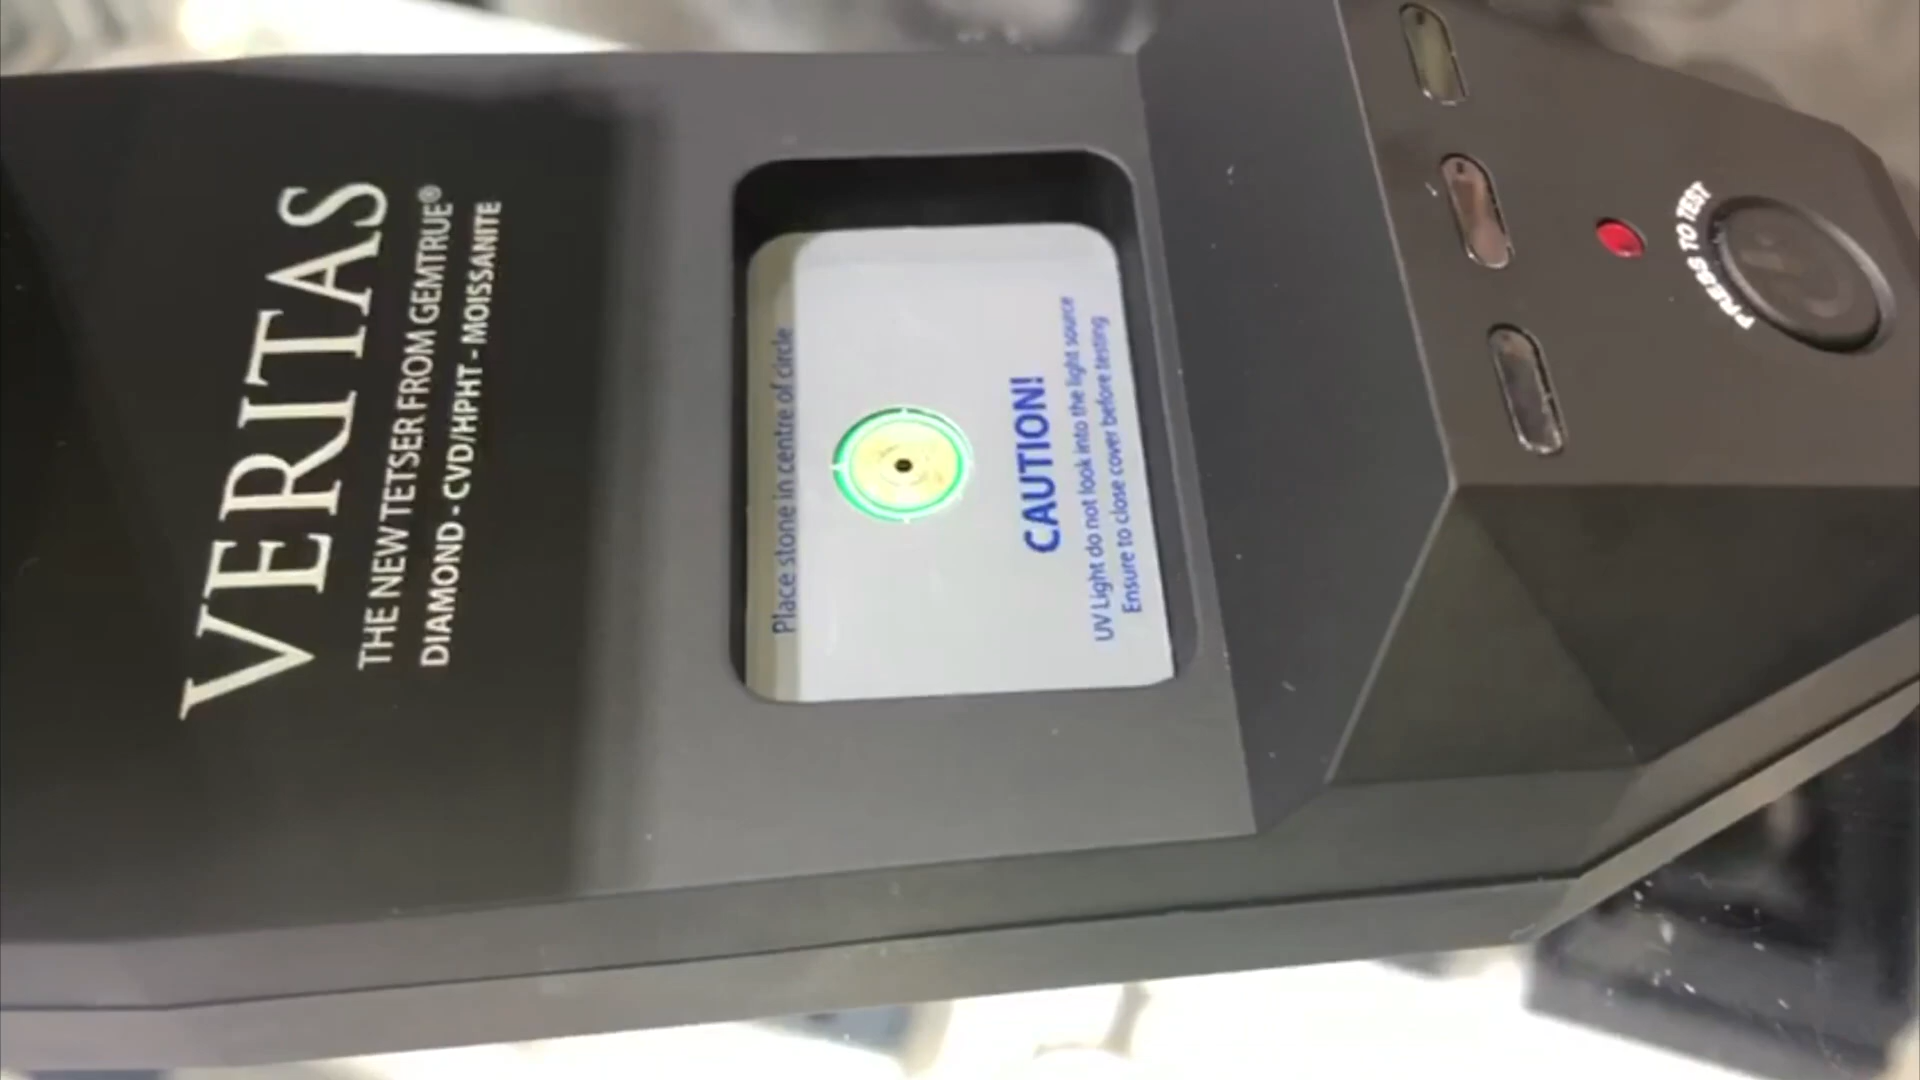 VERITAS
THE NEW TETSER FROM GEMTRUE®
DIAMOND - CVD/HPHT - MOISSANITE
Place stone in centre of circle
CAUTION!
UV Light do not look into the light source
Ensure to close cover before testing
PRESS TO TEST